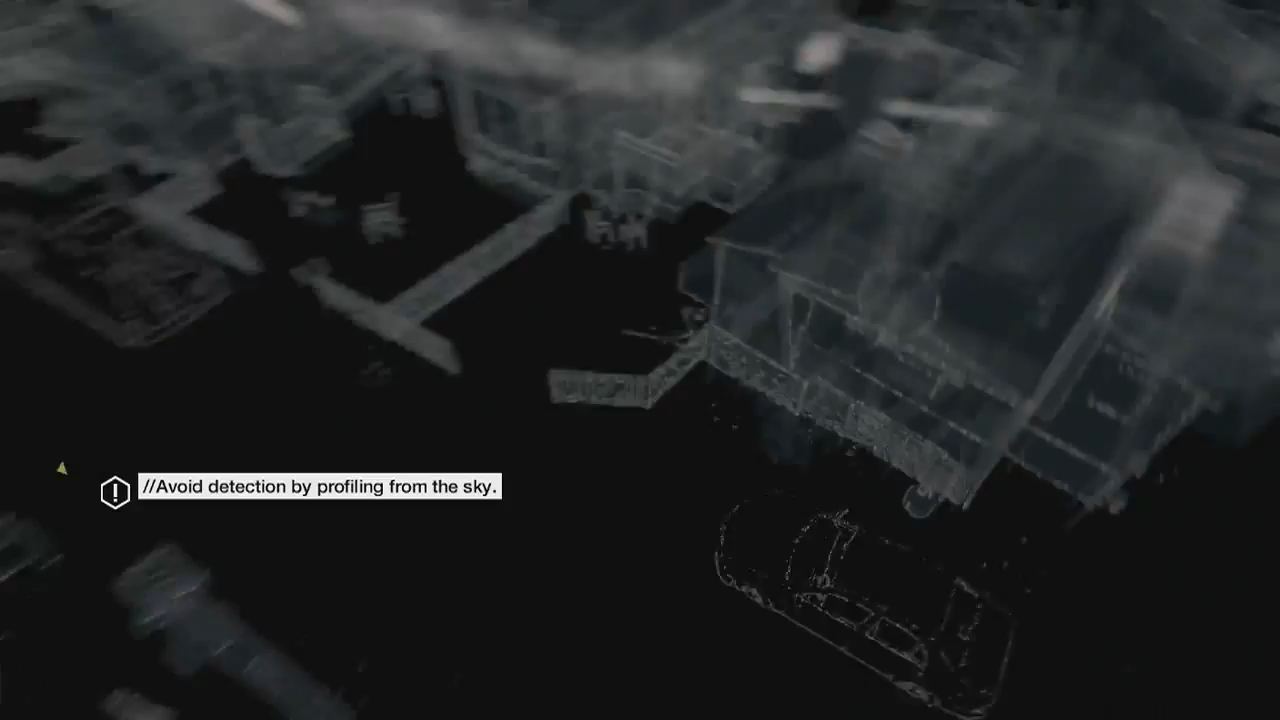 //Avoid detection by profiling from the sky.